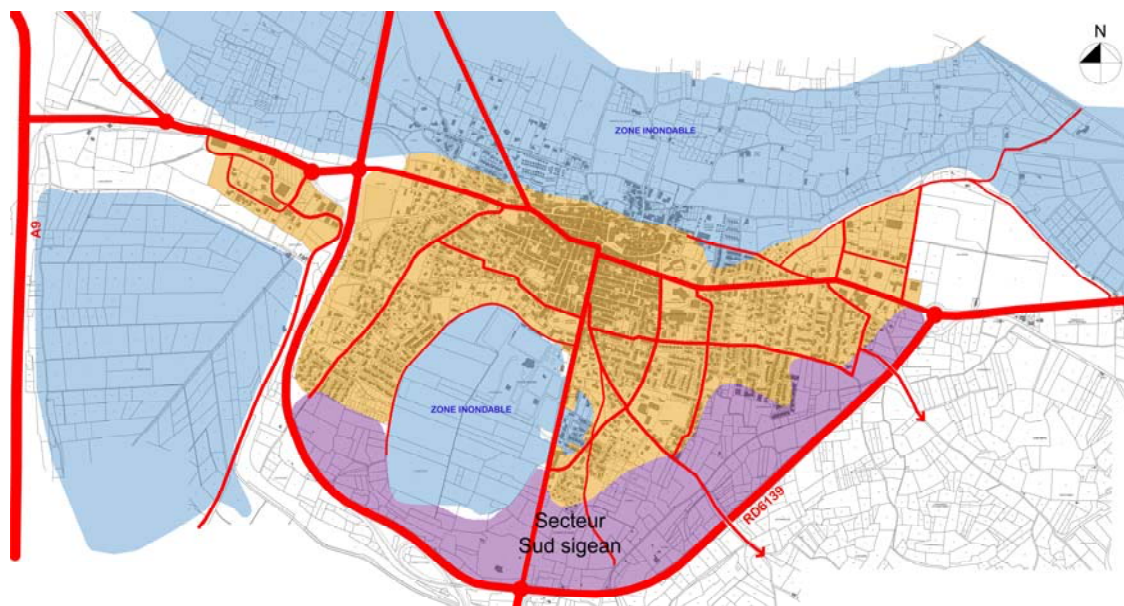 N
ZONE INONDABLE
A9
ZONE INONDABLE
RD6139
Secteur
Sud sigean